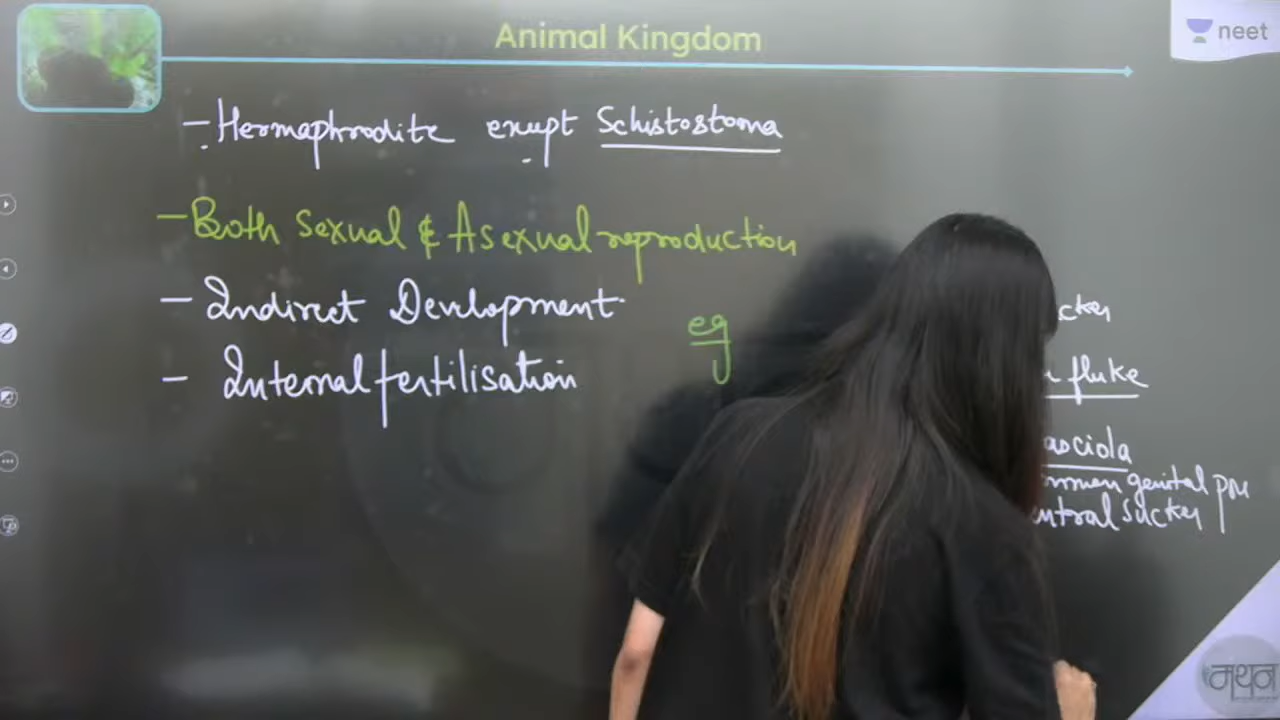 Animal Kingdom
neet
- Hermaphrodite except Schistostoma
- Both sexual & Asexual reproduction
- Indirect Development
- Internal fertilisation
eg
fluke
genital pore
sucker
मंथन